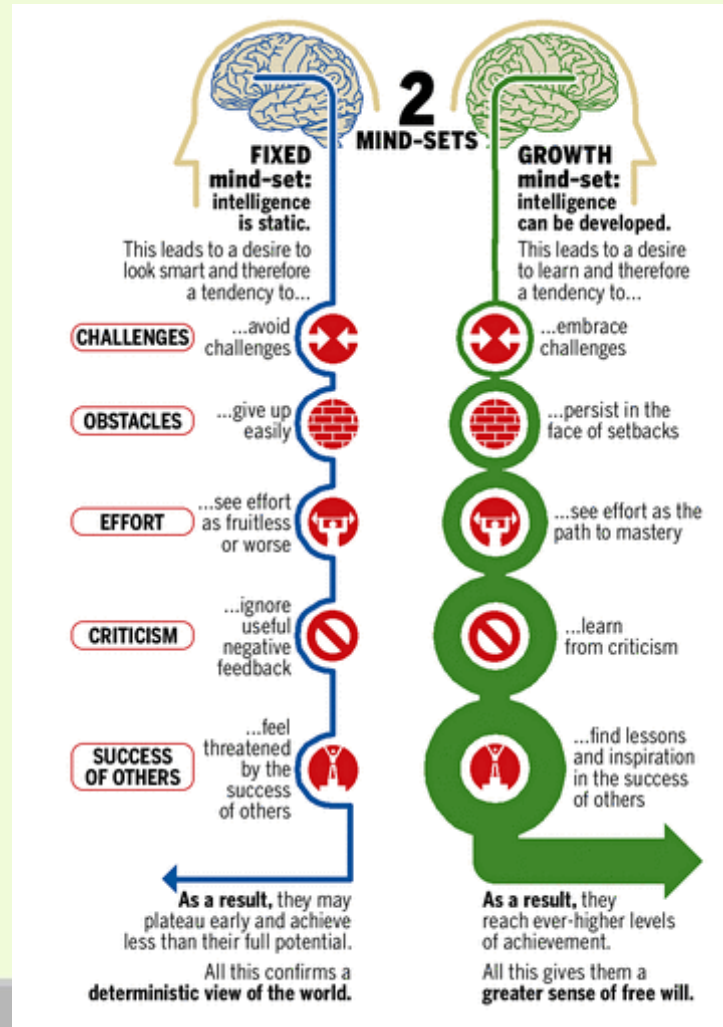 2
MIND-SETS
FIXED
mind-set:
intelligence
is static.
This leads to a desire to
look smart and therefore
a tendency to...
GROWTH
mind-set:
intelligence
can be developed.
This leads to a desire
to learn and therefore
a tendency to...
CHALLENGES
...avoid
challenges
...embrace
challenges
OBSTACLES
...give up
easily
...persist in the
face of setbacks
EFFORT
...see effort
as fruitless
or worse
...see effort as the
path to mastery
CRITICISM
...ignore
useful
negative
feedback
...learn
from criticism
SUCCESS
OF OTHERS
...feel
threatened
by the
success
of others
...find lessons
and inspiration
in the success
of others
As a result, they may
plateau early and achieve
less than their full potential.
All this confirms a
deterministic view of the world.
As a result, they
reach ever-higher levels
of achievement.
All this gives them a
greater sense of free will.